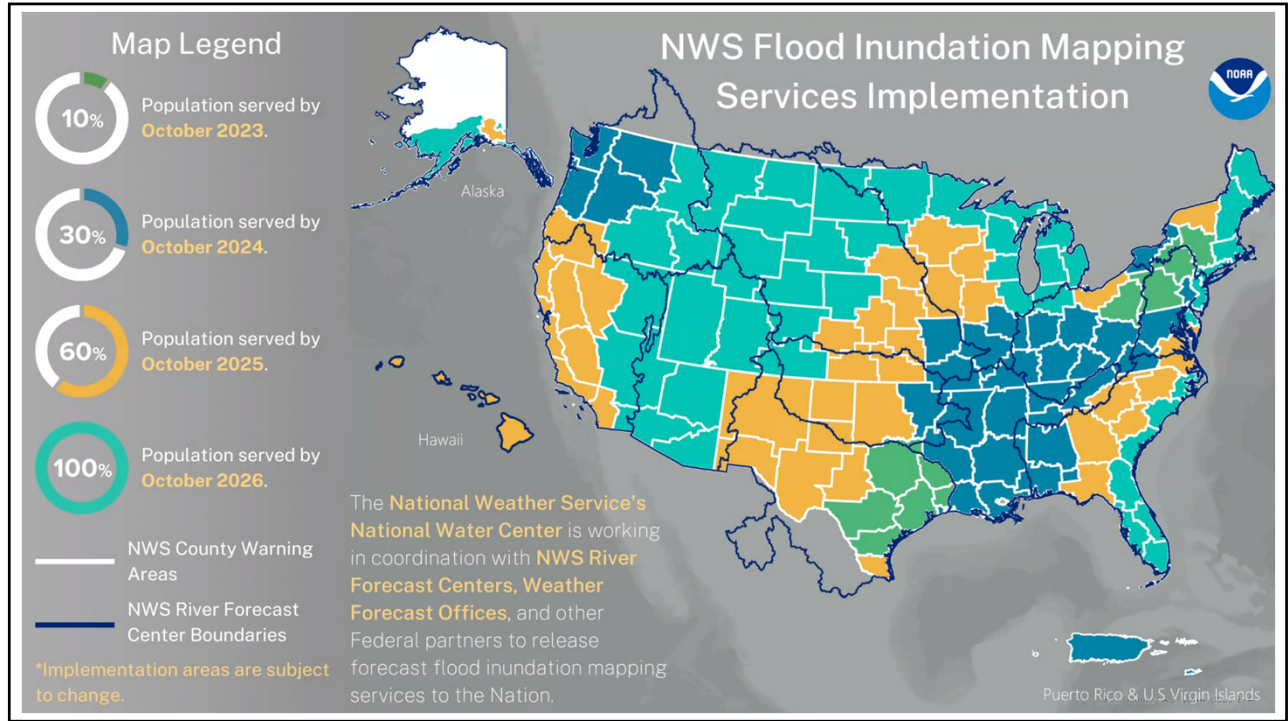 Map Legend
10%
Population served by
October 2023.
30%
Population served by
October 2024.
60%
Population served by
October 2025.
100%
Population served by
October 2026.
NWS County Warning
Areas
NWS River Forecast
Center Boundaries
*Implementation areas are subject
to change.
NWS Flood Inundation Mapping
Services Implementation
NOAA
Alaska
Hawaii
The National Weather Service's
National Water Center is working
in coordination with NWS River
Forecast Centers, Weather
Forecast Offices, and other
Federal partners to release
forecast flood inundation mapping
services to the Nation.
Puerto Rico & U.S Virgin Islands